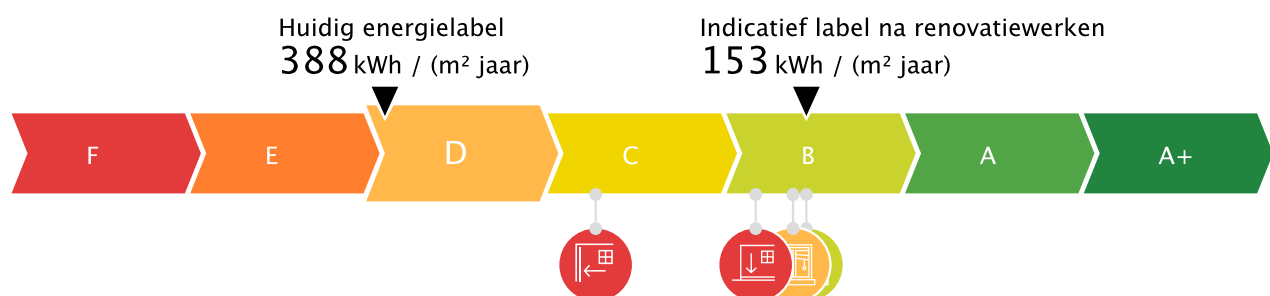 Huidig energielabel
388 kWh / (m² jaar)
Indicatief label na renovatiewerken
153 kWh / (m² jaar)
F
E
D
C
B
A
A+